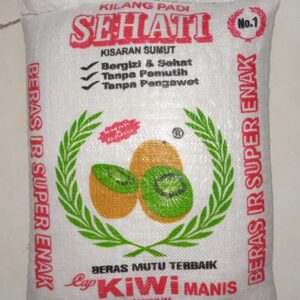 KILANG PADI
SEHATI
No.1
KISARAN SUMUT
✓ Bergizi & Sehat
✓ Tanpa Pemutih
✓ Tanpa Pengawet
BERAS IR SUPER ENAK
BERAS IR SUPER ENAK
®
BERAS MUTU TERBAIK
Cap KiWi MANIS